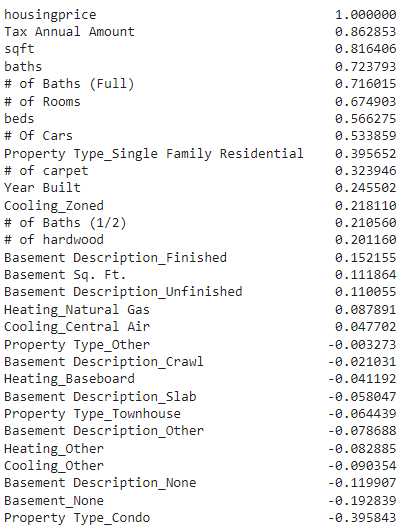 housingprice 1.000000
Tax Annual Amount 0.862853
sqft 0.816406
baths 0.723793
# of Baths (Full) 0.716015
# of Rooms 0.674903
beds 0.566275
# Of Cars 0.533859
Property Type_Single Family Residential 0.395652
# of carpet 0.323946
Year Built 0.245502
Cooling_Zoned 0.218110
# of Baths (1/2) 0.210560
# of hardwood 0.201160
Basement Description_Finished 0.152155
Basement Sq. Ft. 0.111864
Basement Description_Unfinished 0.110055
Heating_Natural Gas 0.087891
Cooling_Central Air 0.047702
Property Type_Other -0.003273
Basement Description_Crawl -0.021031
Heating_Baseboard -0.041192
Basement Description_Slab -0.058047
Property Type_Townhouse -0.064439
Basement Description_Other -0.078688
Heating_Other -0.082885
Cooling_Other -0.090354
Basement Description_None -0.119907
Basement_None -0.192839
Property Type_Condo -0.395843